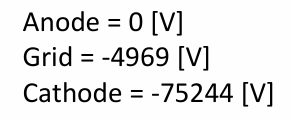 Anode = 0 [V]
Grid = -4969 [V]
Cathode = -75244 [V]